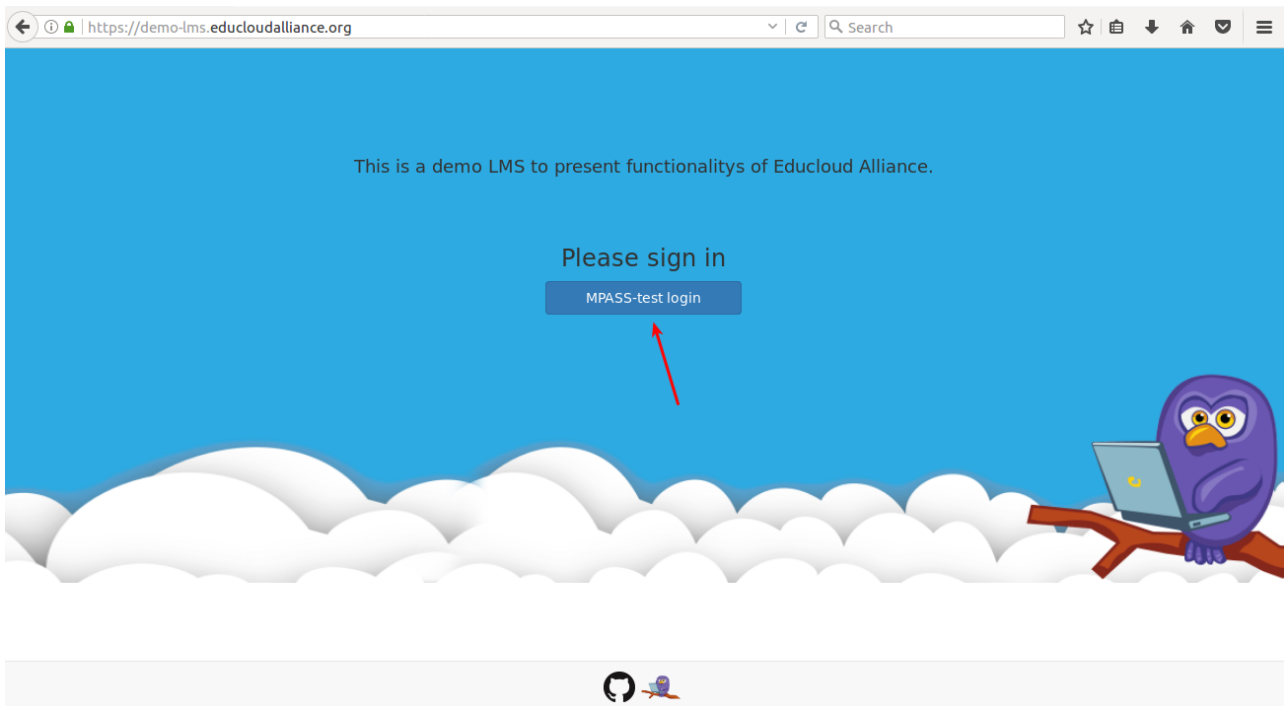 https://demo-lms.educloudalliance.org
Search
This is a demo LMS to present functionalitys of Educloud Alliance.
Please sign in
MPASS-test login